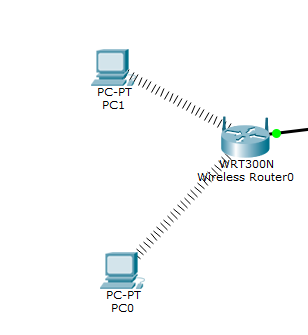 PC-PT
PC1
WRT300N
Wireless Router0
PC-PT
PC0